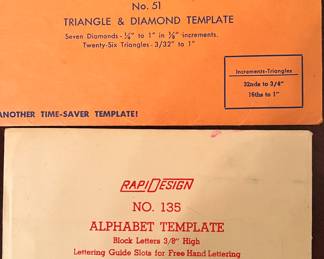 No. 51
TRIANGLE & DIAMOND TEMPLATE
Seven Diamonds - ¼" to 1" in ⅛" increments.
Twenty-Six Triangles - 3/32" to 1"
Increments-Triangles
32nds to 3/4"
16ths to 1"
ANOTHER TIME-SAVER TEMPLATE!
RAPIDESIGN
NO. 135
ALPHABET TEMPLATE
Block Letters 3/8" High
Lettering Guide Slots for Free Hand Lettering